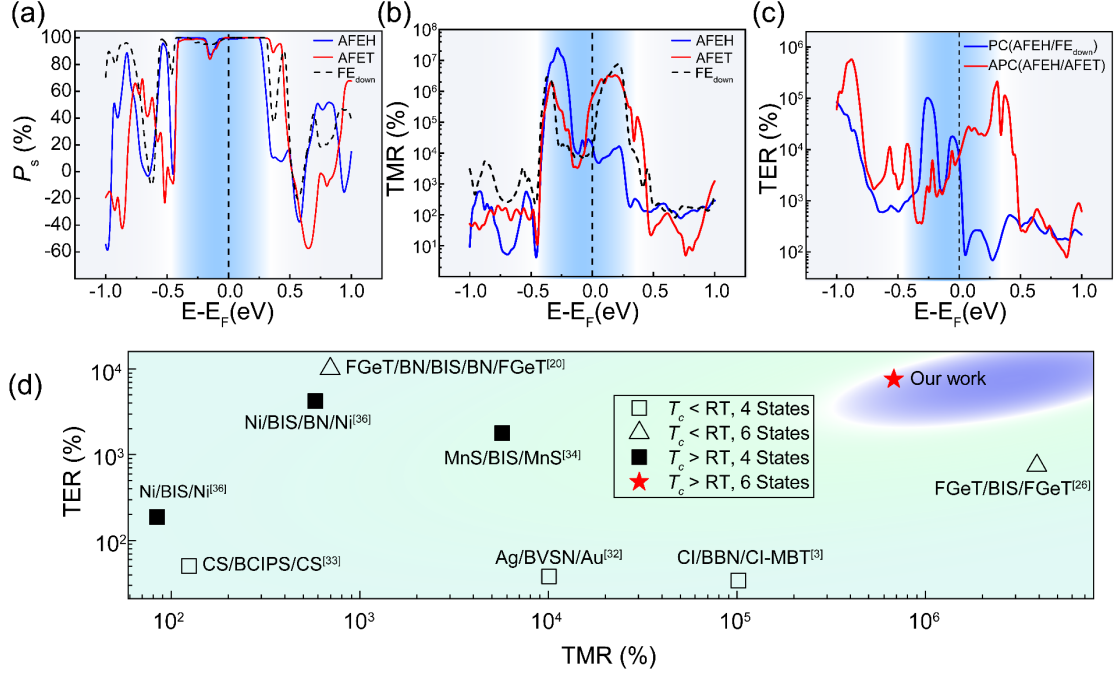 (a)
P_s (%)
100
80
60
40
20
0
-20
-40
-60
AFEH
AFET
FE_down
-1.0
-0.5
0.0
0.5
1.0
E-E_F(eV)
(b)
TMR (%)
10^8
10^7
10^6
10^5
10^4
10^3
10^2
10^1
AFEH
AFET
FE_down
-1.0
-0.5
0.0
0.5
1.0
E-E_F(eV)
(c)
TER (%)
10^6
10^5
10^4
10^3
10^2
PC(AFEH/FE_down)
APC(AFEH/AFET)
-1.0
-0.5
0.0
0.5
1.0
E-E_F(eV)
(d)
TER (%)
10^4
10^3
10^2
FGeT/BN/BIS/BN/FGeT[20]
Ni/BIS/BN/Ni[36]
MnS/BIS/MnS[34]
Ni/BIS/Ni[36]
CS/BCIPS/CS[33]
Ag/BVSN/Au[32]
CI/BBN/CI-MBT[3]
FGeT/BIS/FGeT[26]
Our work
T_c < RT, 4 States
T_c < RT, 6 States
T_c > RT, 4 States
T_c > RT, 6 States
10^2
10^3
10^4
10^5
10^6
TMR (%)